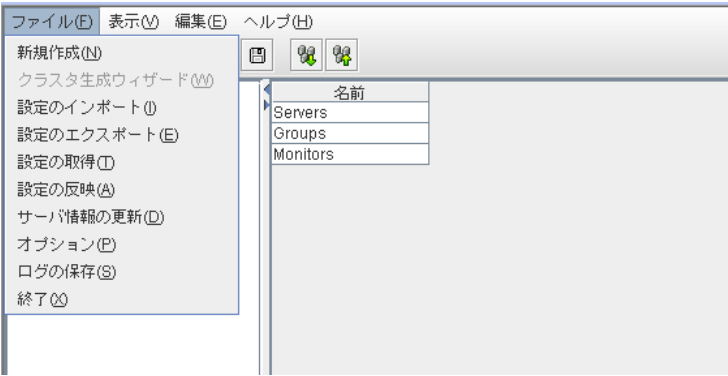 ファイル(F) 表示(V) 編集(E) ヘルプ(H)
新規作成(N)
クラスタ生成ウィザード(W)
設定のインポート(I)
設定のエクスポート(E)
設定の取得(T)
設定の反映(A)
サーバ情報の更新(D)
オプション(P)
ログの保存(S)
終了(X)
名前
Servers
Groups
Monitors